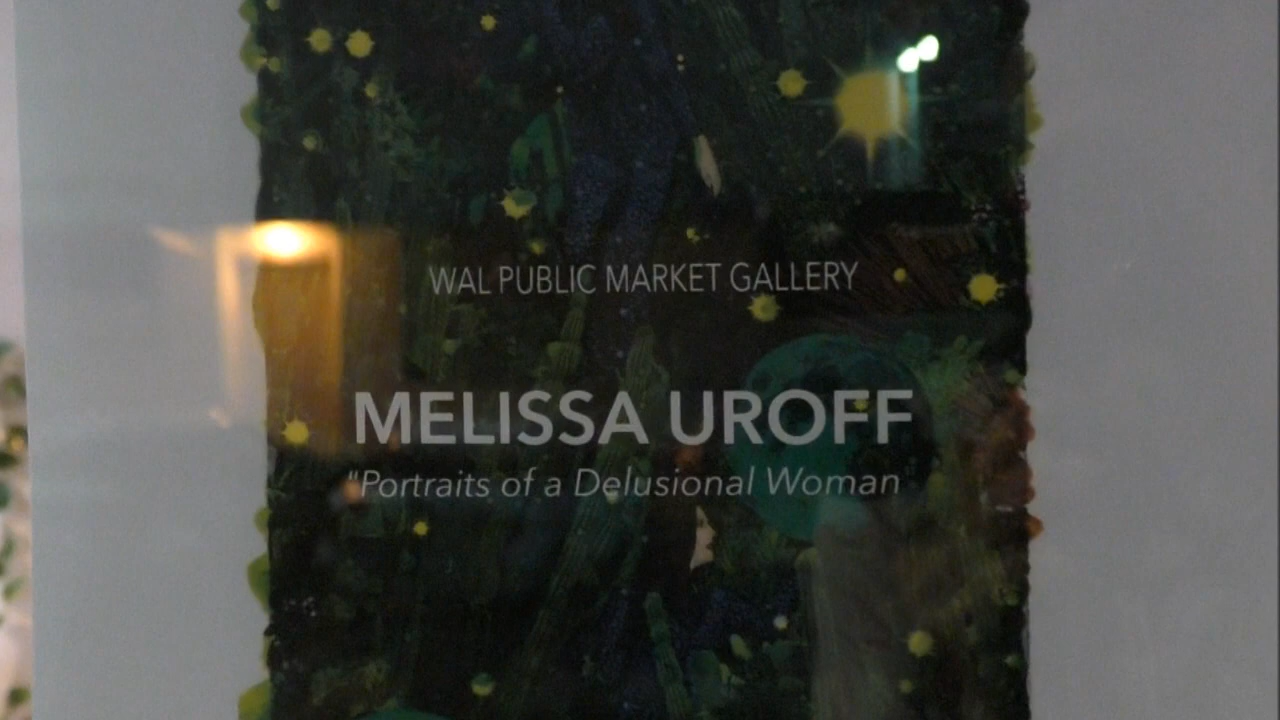 WAL PUBLIC MARKET GALLERY
MELISSA UROFF
"Portraits of a Delusional Woman"